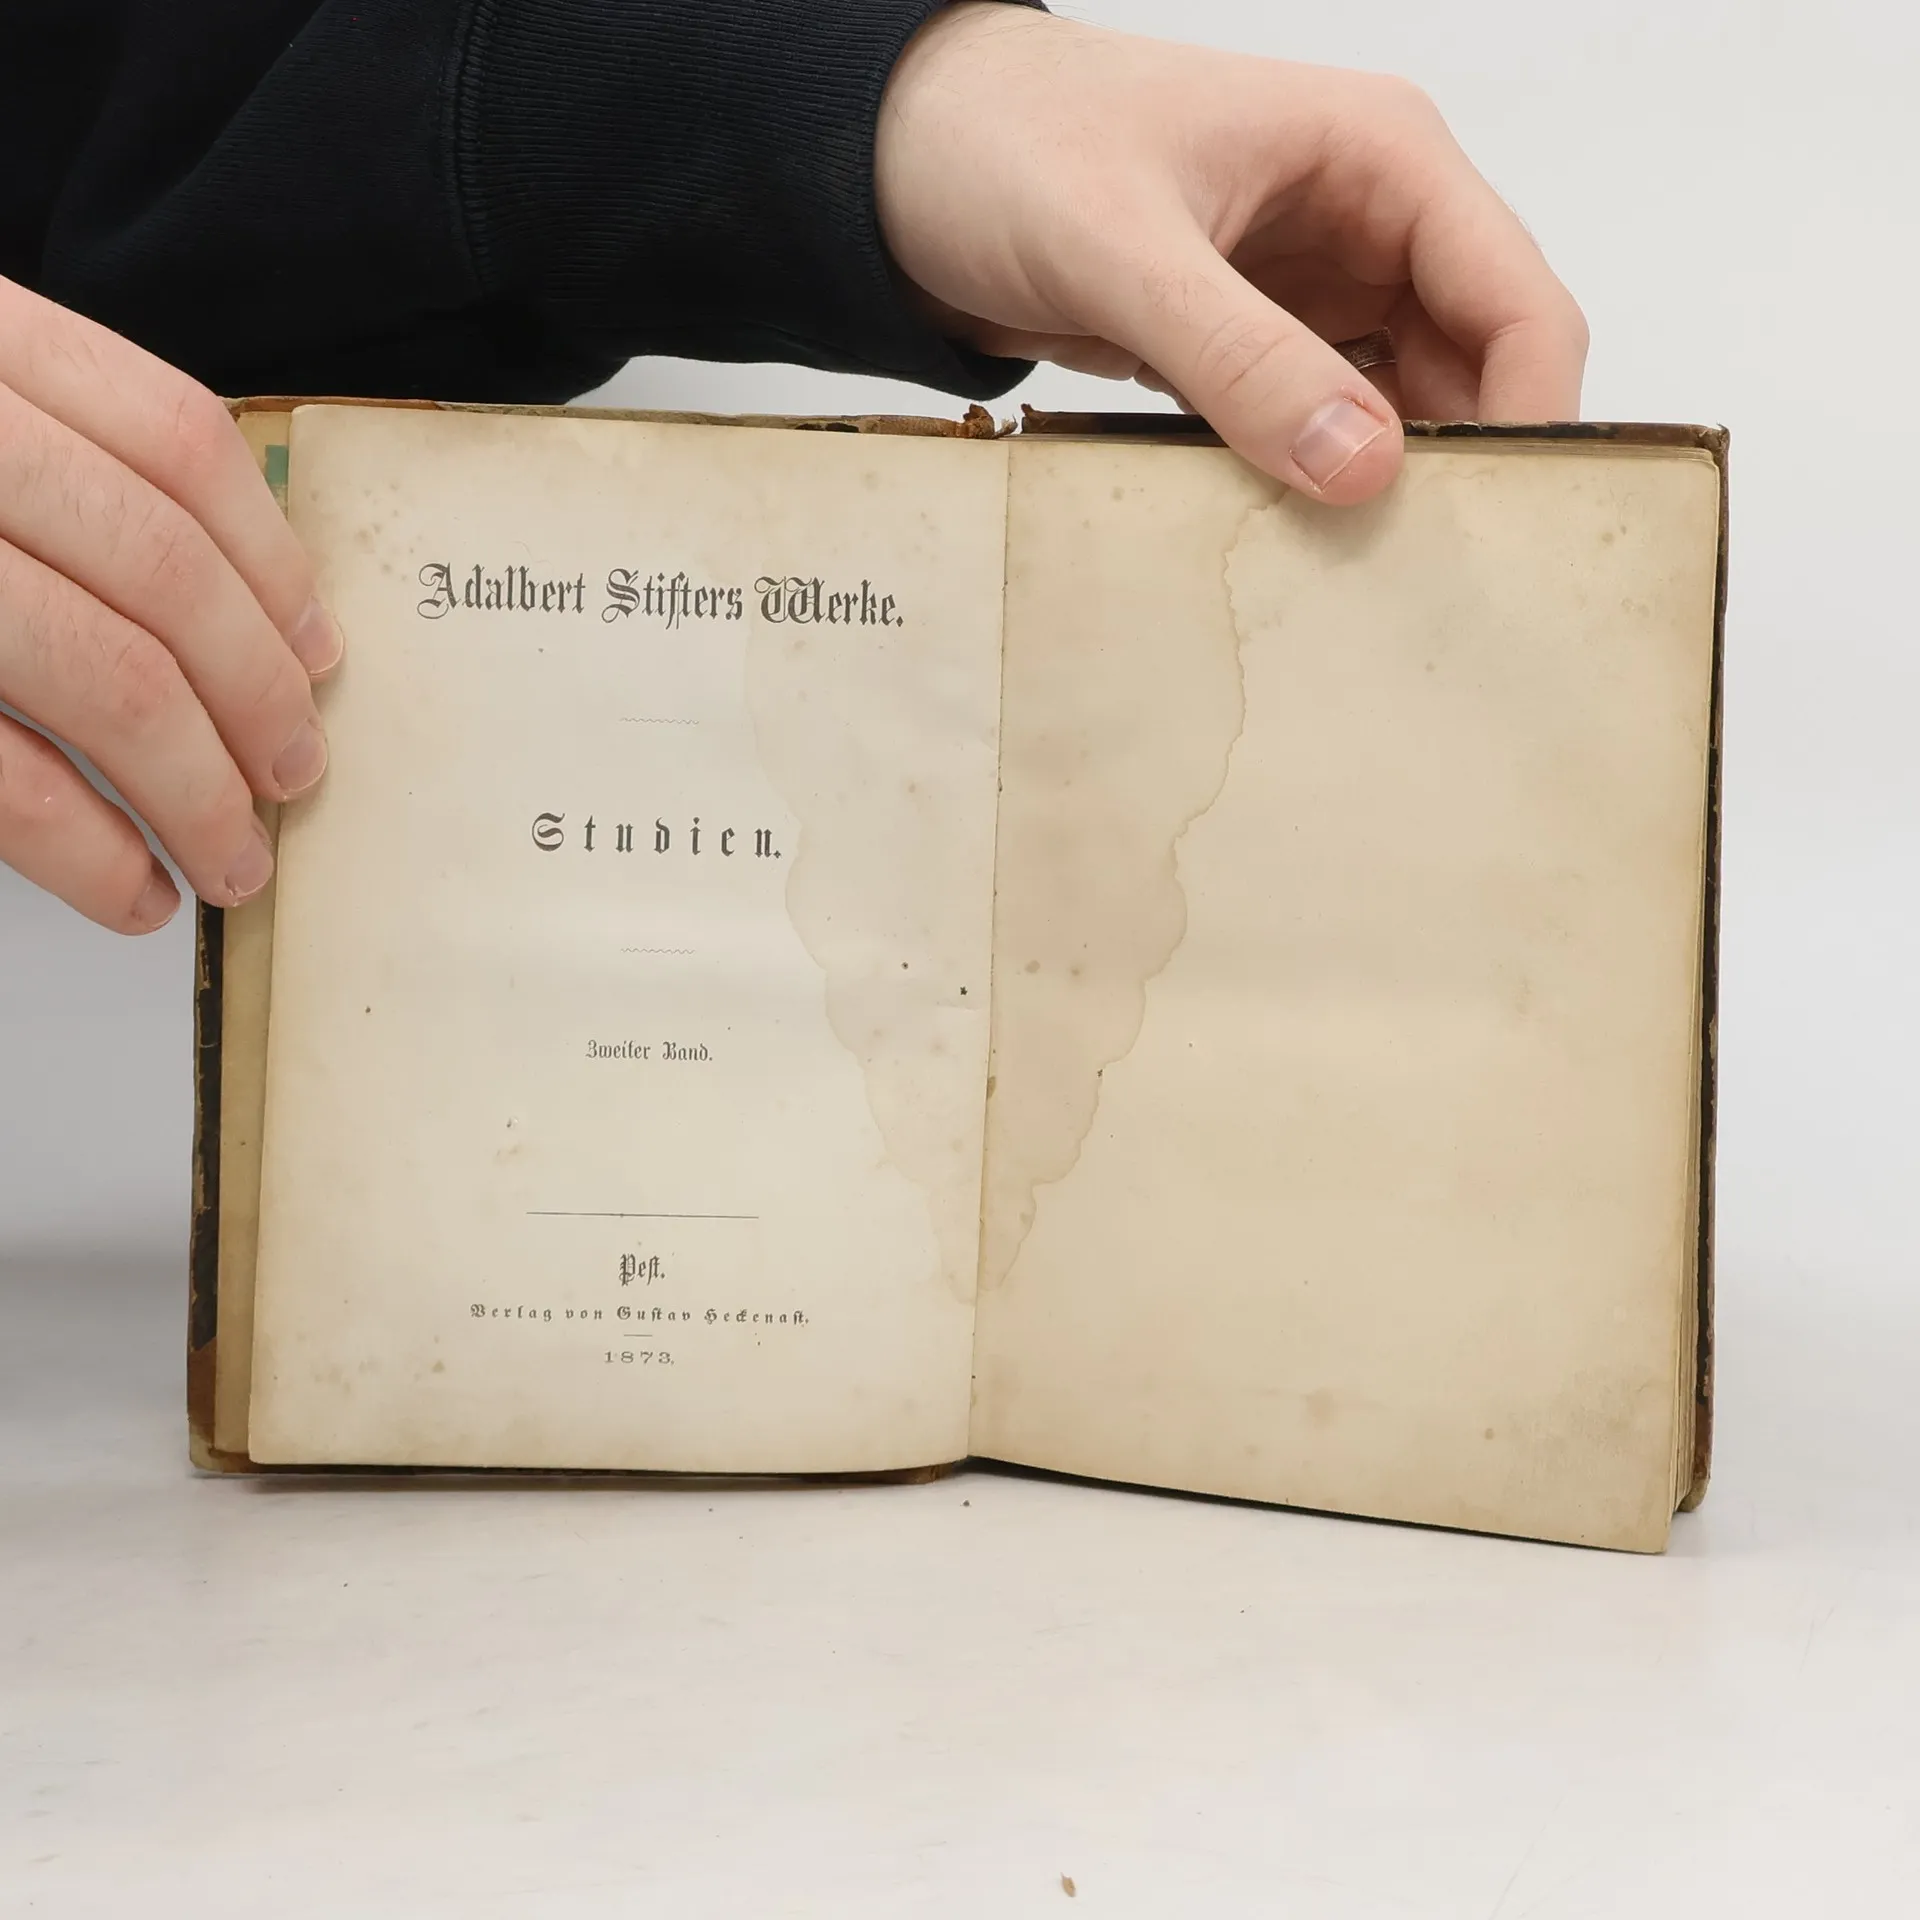 Adalbert Stifters Werke.
Studien.
Zweiter Band.
Pest.
Verlag von Gustav Heckenast.
1873.